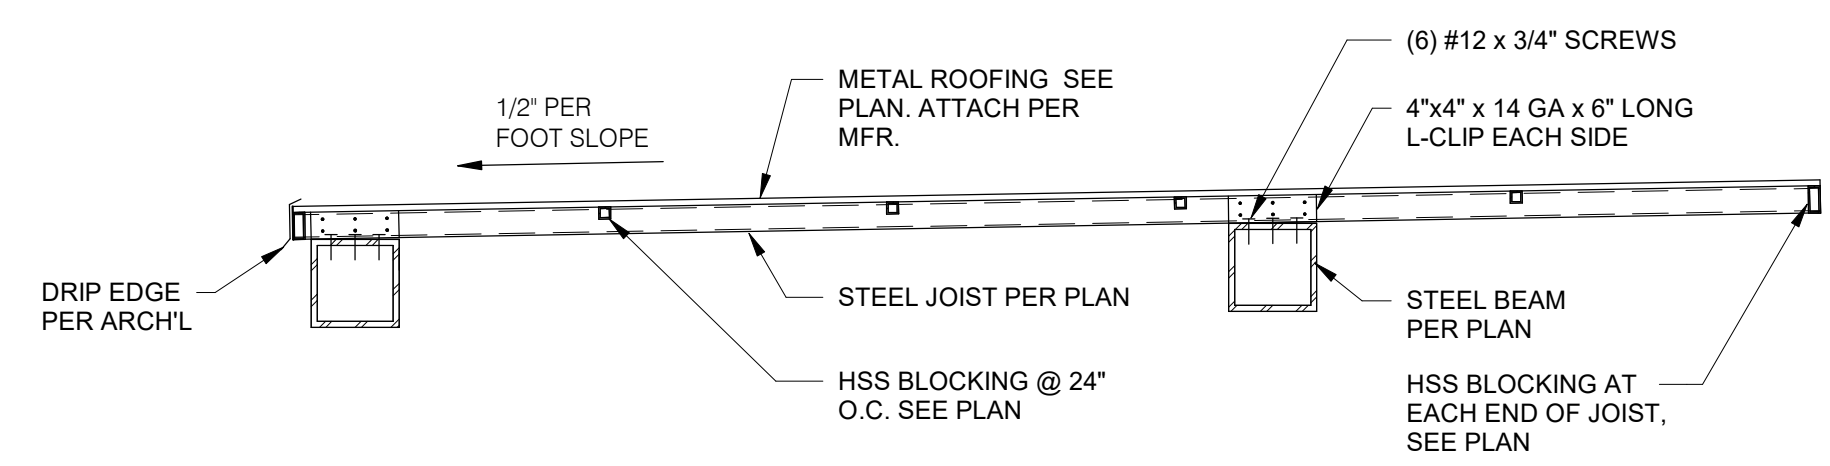 (6) #12 x 3/4" SCREWS
METAL ROOFING SEE
PLAN. ATTACH PER
MFR.
1/2" PER
FOOT SLOPE
4"x4" x 14 GA x 6" LONG
L-CLIP EACH SIDE
DRIP EDGE
PER ARCH'L
STEEL JOIST PER PLAN
STEEL BEAM
PER PLAN
HSS BLOCKING @ 24"
O.C. SEE PLAN
HSS BLOCKING AT
EACH END OF JOIST,
SEE PLAN